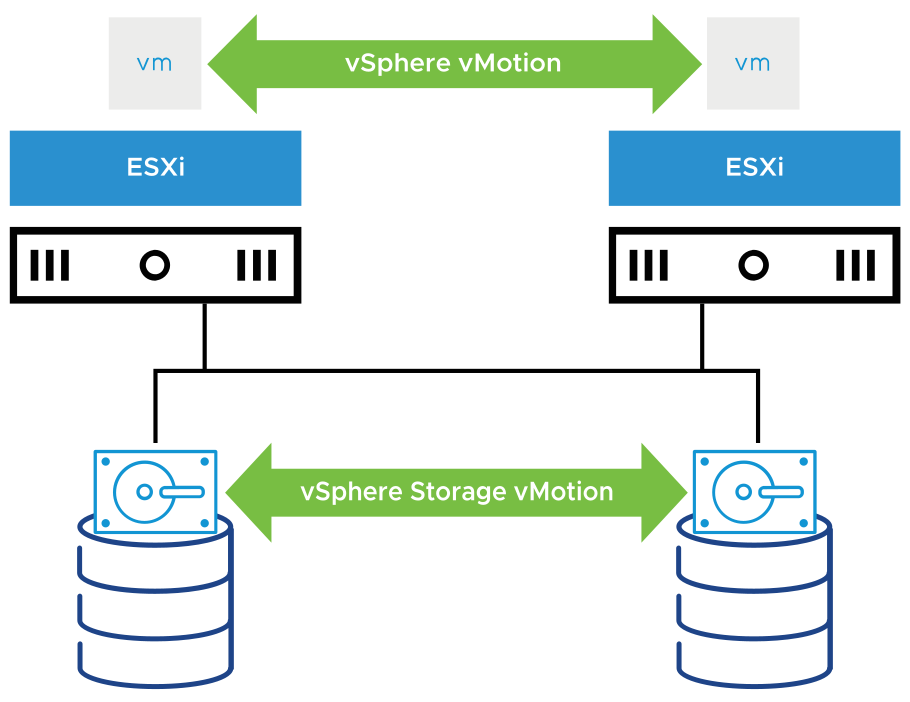 vm
vSphere vMotion
vm
ESXi
ESXi
vSphere Storage vMotion